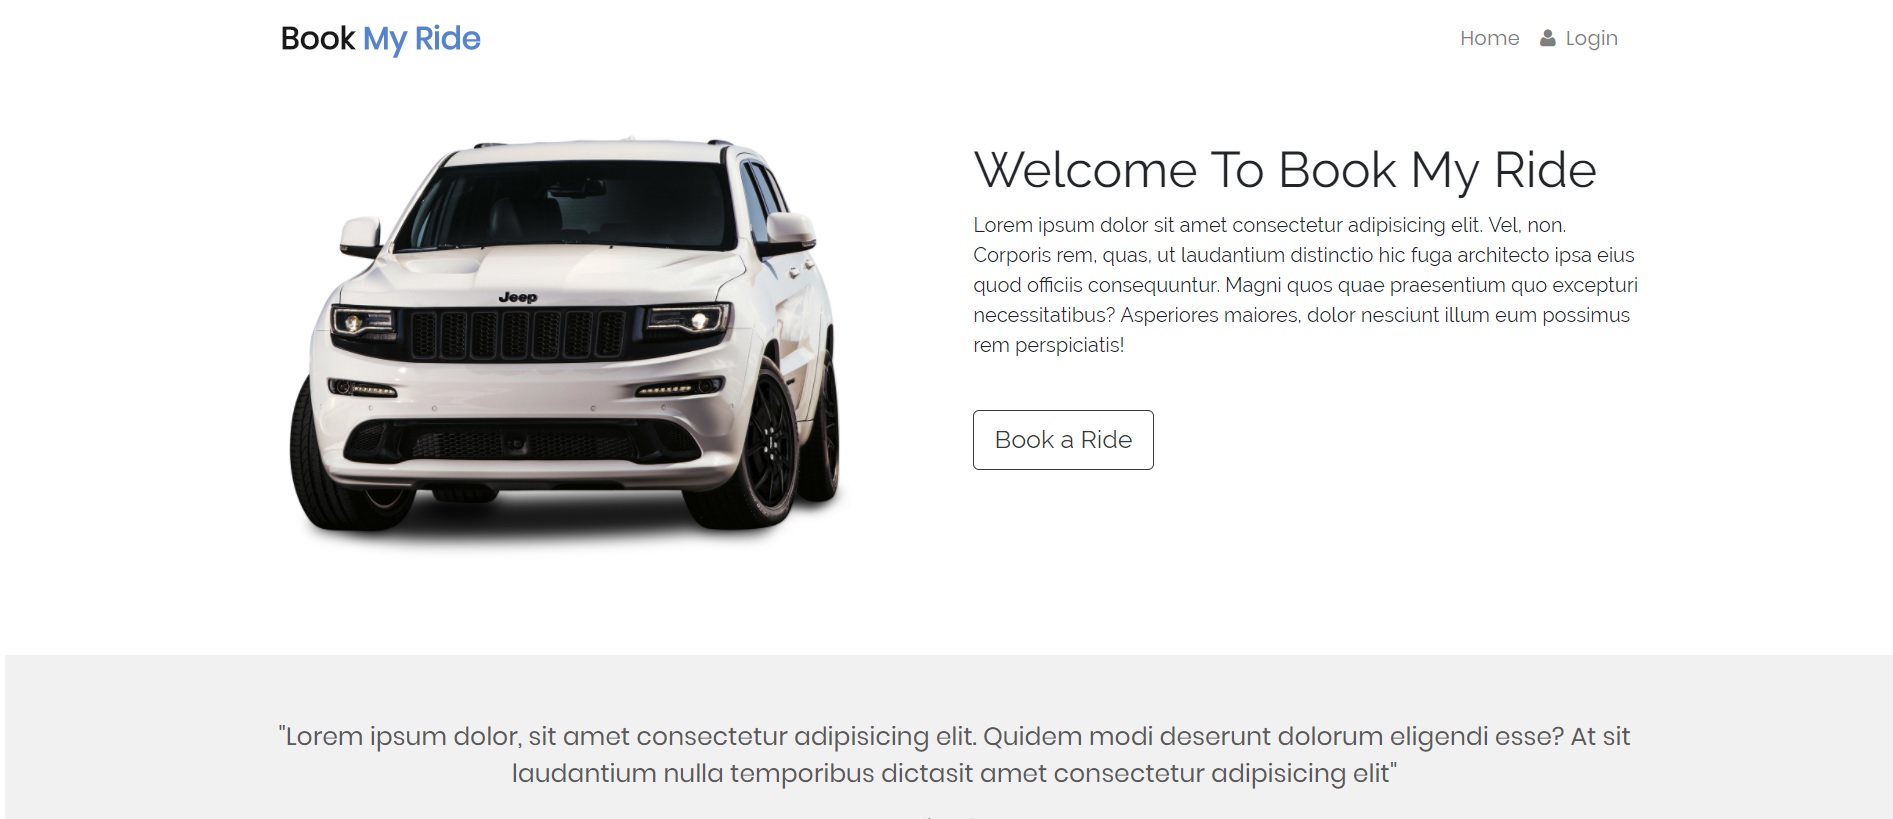 Book My Ride
Home Login
Welcome To Book My Ride
Lorem ipsum dolor sit amet consectetur adipisicing elit. Vel, non.
Corporis rem, quas, ut laudantium distinctio hic fuga architecto ipsa eius
quod officiis consequuntur. Magni quos quae praesentium quo excepturi
necessitatibus? Asperiores maiores, dolor nesciunt illum eum possimus
rem perspiciatis!
Jeep
Book a Ride
"Lorem ipsum dolor, sit amet consectetur adipisicing elit. Quidem modi deserunt dolorum eligendi esse? At sit
laudantium nulla temporibus dictasit amet consectetur adipisicing elit"